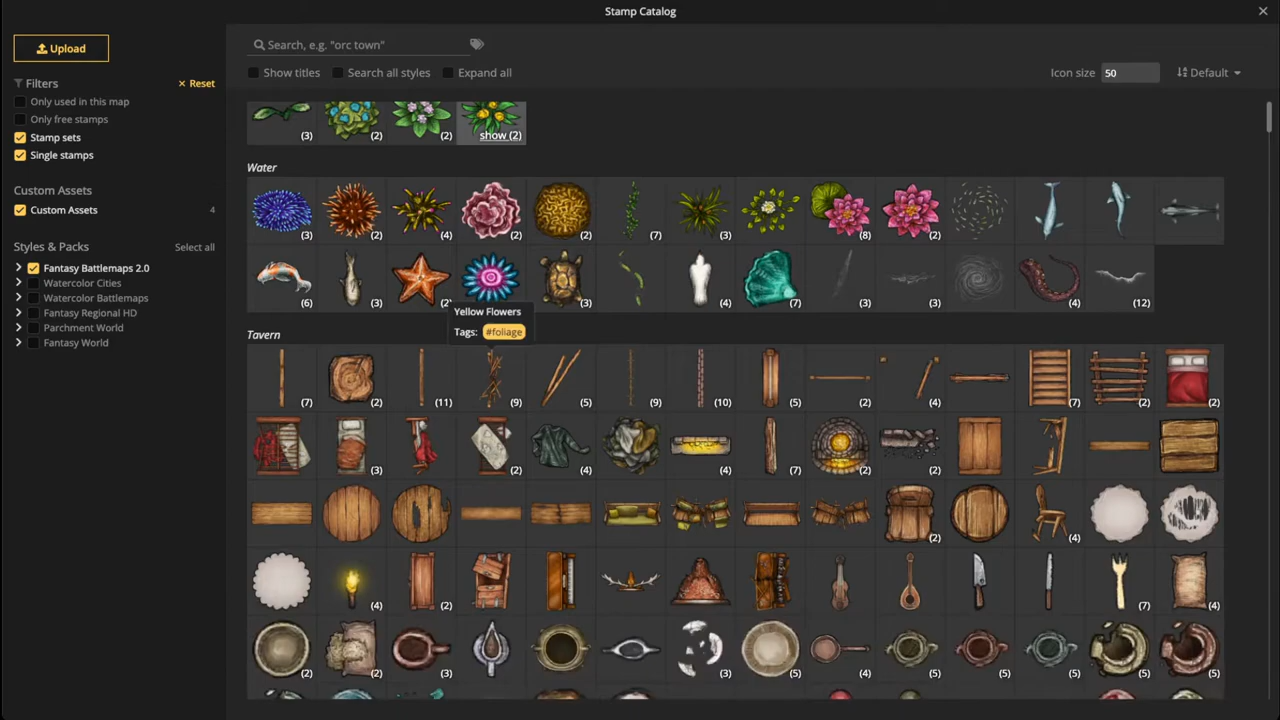 Stamp Catalog
Upload
Search, e.g. "orc town"
Show titles
Search all styles
Expand all
Icon size
50
Default
Filters
Reset
Only used in this map
Only free stamps
Stamp sets
Single stamps
Custom Assets
Custom Assets
4
Styles & Packs
Select all
Fantasy Battlemaps 2.0
Watercolor Cities
Watercolor Battlemaps
Fantasy Regional HD
Parchment World
Fantasy World
(3) (2) (2) show (2)
Water
(3) (2) (4) (2) (2) (7) (3) (8) (2)
(6) (3) (2) (3) (4) (7) (3) (3) (4) (12)
Yellow Flowers
Tags: #foliage
Tavern
(7) (2) (11) (9) (5) (9) (10) (5) (4) (7) (2) (2)
(3) (2) (4) (4) (7) (2) (2)
(2) (4)
(4) (2) (7) (4)
(2) (2) (3) (3) (5) (4) (5) (5) (5) (5) (5)